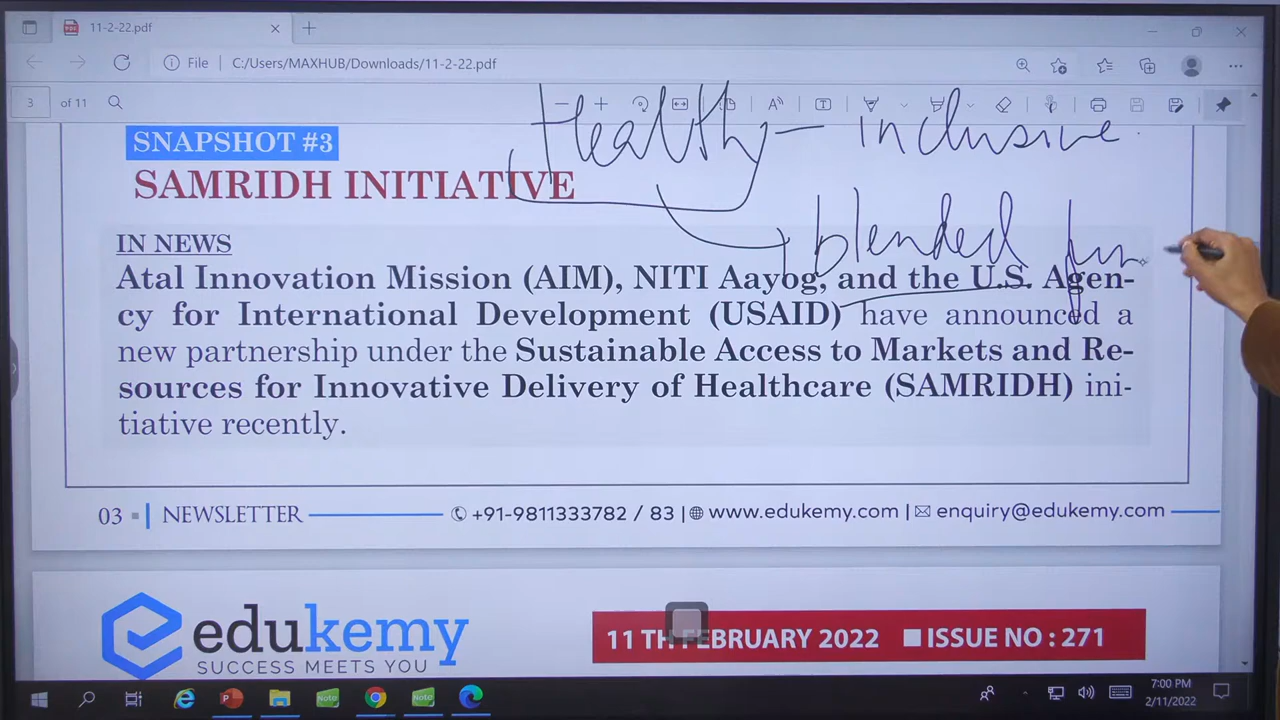 11-2-22.pdf
File C:/Users/MAXHUB/Downloads/11-2-22.pdf
3 of 11
Healthy – inclusive.
SNAPSHOT #3
SAMRIDH INITIATIVE
blended
IN NEWS
Atal Innovation Mission (AIM), NITI Aayog, and the U.S. Agen-
cy for International Development (USAID) have announced a
new partnership under the Sustainable Access to Markets and Re-
sources for Innovative Delivery of Healthcare (SAMRIDH) ini-
tiative recently.
03 NEWSLETTER +91-9811333782 / 83 | www.edukemy.com | enquiry@edukemy.com
edukemy
SUCCESS MEETS YOU
11 TH FEBRUARY 2022 ISSUE NO : 271
7:00 PM
2/11/2022